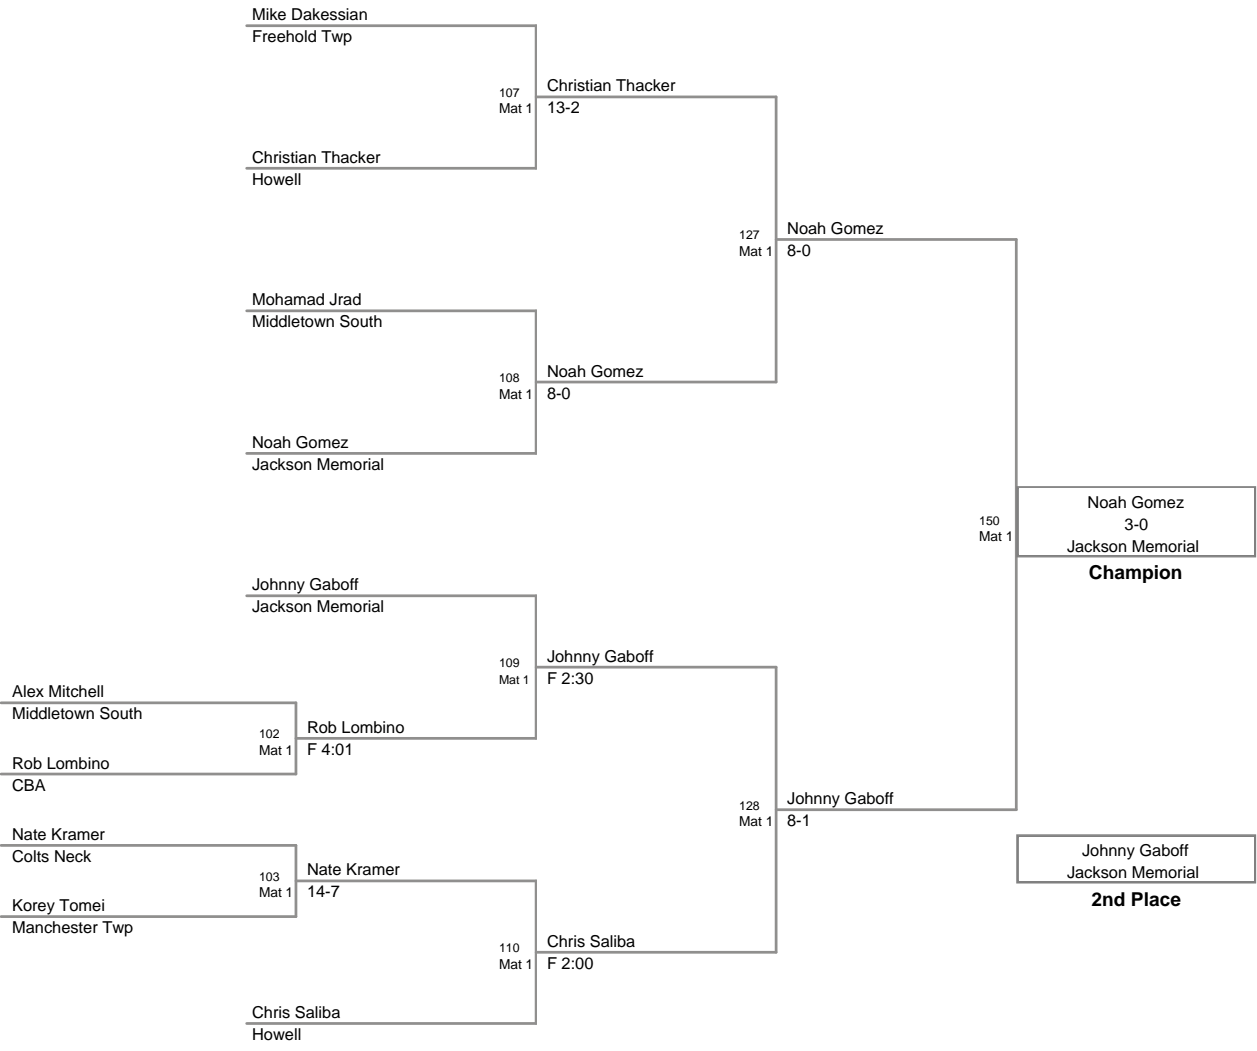 Mike Dakessian
Freehold Twp
107
Mat 1
Christian Thacker
13-2
Christian Thacker
Howell
127
Mat 1
Noah Gomez
8-0
Mohamad Jrad
Middletown South
108
Mat 1
Noah Gomez
8-0
Noah Gomez
Jackson Memorial
150
Mat 1
Noah Gomez
3-0
Jackson Memorial
Champion
Johnny Gaboff
Jackson Memorial
109
Mat 1
Johnny Gaboff
F 2:30
Alex Mitchell
Middletown South
102
Mat 1
Rob Lombino
F 4:01
Rob Lombino
CBA
128
Mat 1
Johnny Gaboff
8-1
Nate Kramer
Colts Neck
103
Mat 1
Nate Kramer
14-7
Korey Tomei
Manchester Twp
Johnny Gaboff
Jackson Memorial
2nd Place
110
Mat 1
Chris Saliba
F 2:00
Chris Saliba
Howell